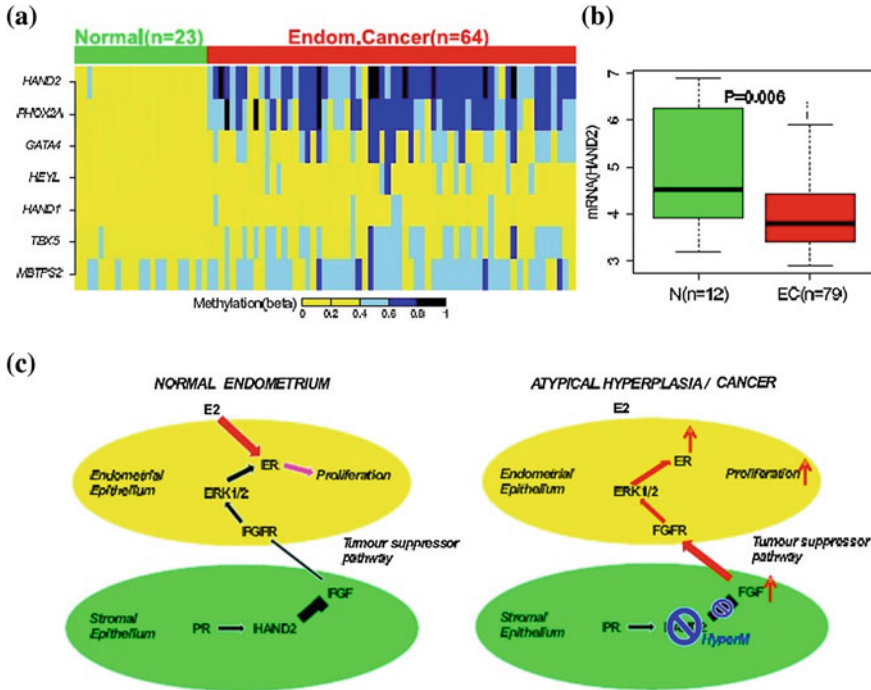 (a)
Normal(n=23) Endom.Cancer(n=64)
HAND2
PHOX2A
GATA4
HEYL
HAND1
TBX5
MBTPS2
Methylation(beta)
0 0.2 0.4 0.6 0.8 1
(b)
P=0.006
mRNA(HAND2)
7
6
5
4
3
N(n=12) EC(n=79)
(c)
NORMAL ENDOMETRIUM
E2
ER
Proliferation
Endometrial
Epithelium
ERK1/2
FGFR
Tumour suppressor
pathway
FGF
Stromal
Epithelium
PR
HAND2
ATYPICAL HYPERPLASIA / CANCER
E2
ER
Proliferation
Endometrial
Epithelium
ERK1/2
FGFR
Tumour suppressor
pathway
FGF
Stromal
Epithelium
PR
HyperM